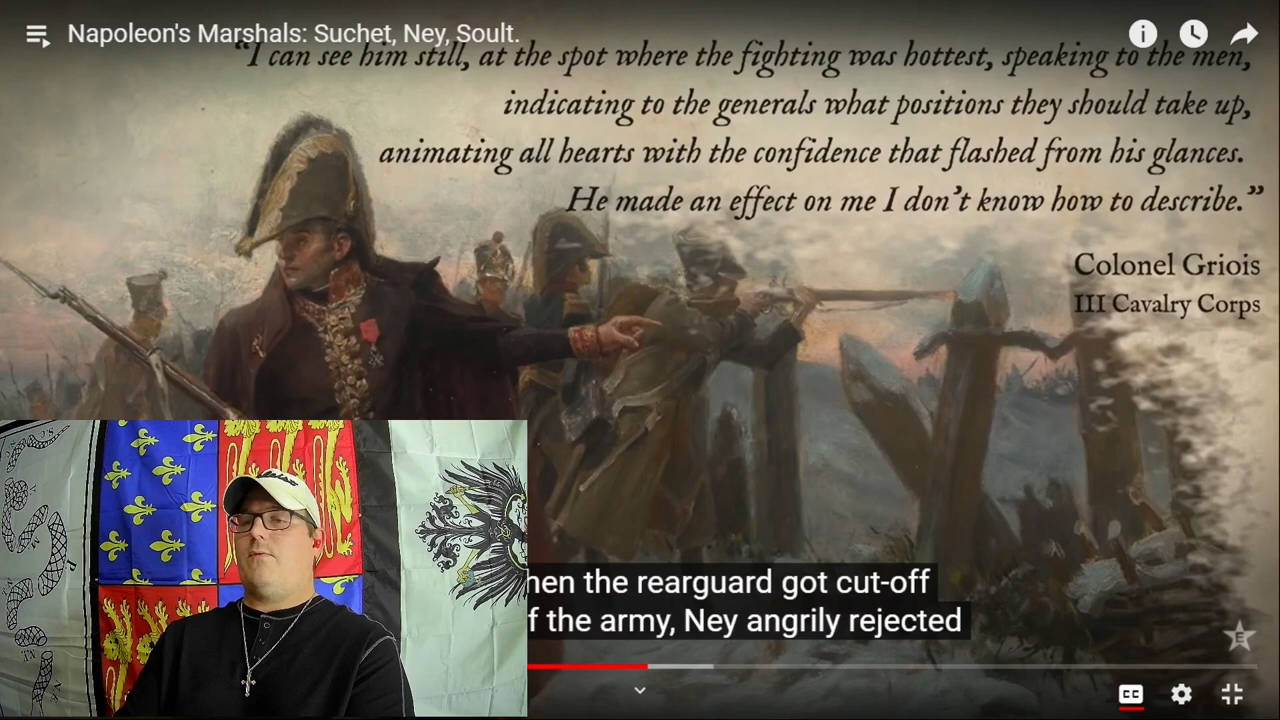 Napoleon's Marshals: Suchet, Ney, Soult.
“I can see him still, at the spot where the fighting was hottest, speaking to the men,
indicating to the generals what positions they should take up,
animating all hearts with the confidence that flashed from his glances.
He made an effect on me I don’t know how to describe.”
Colonel Griois
III Cavalry Corps
the rearguard got cut-off
the army, Ney angrily rejected
E
CC